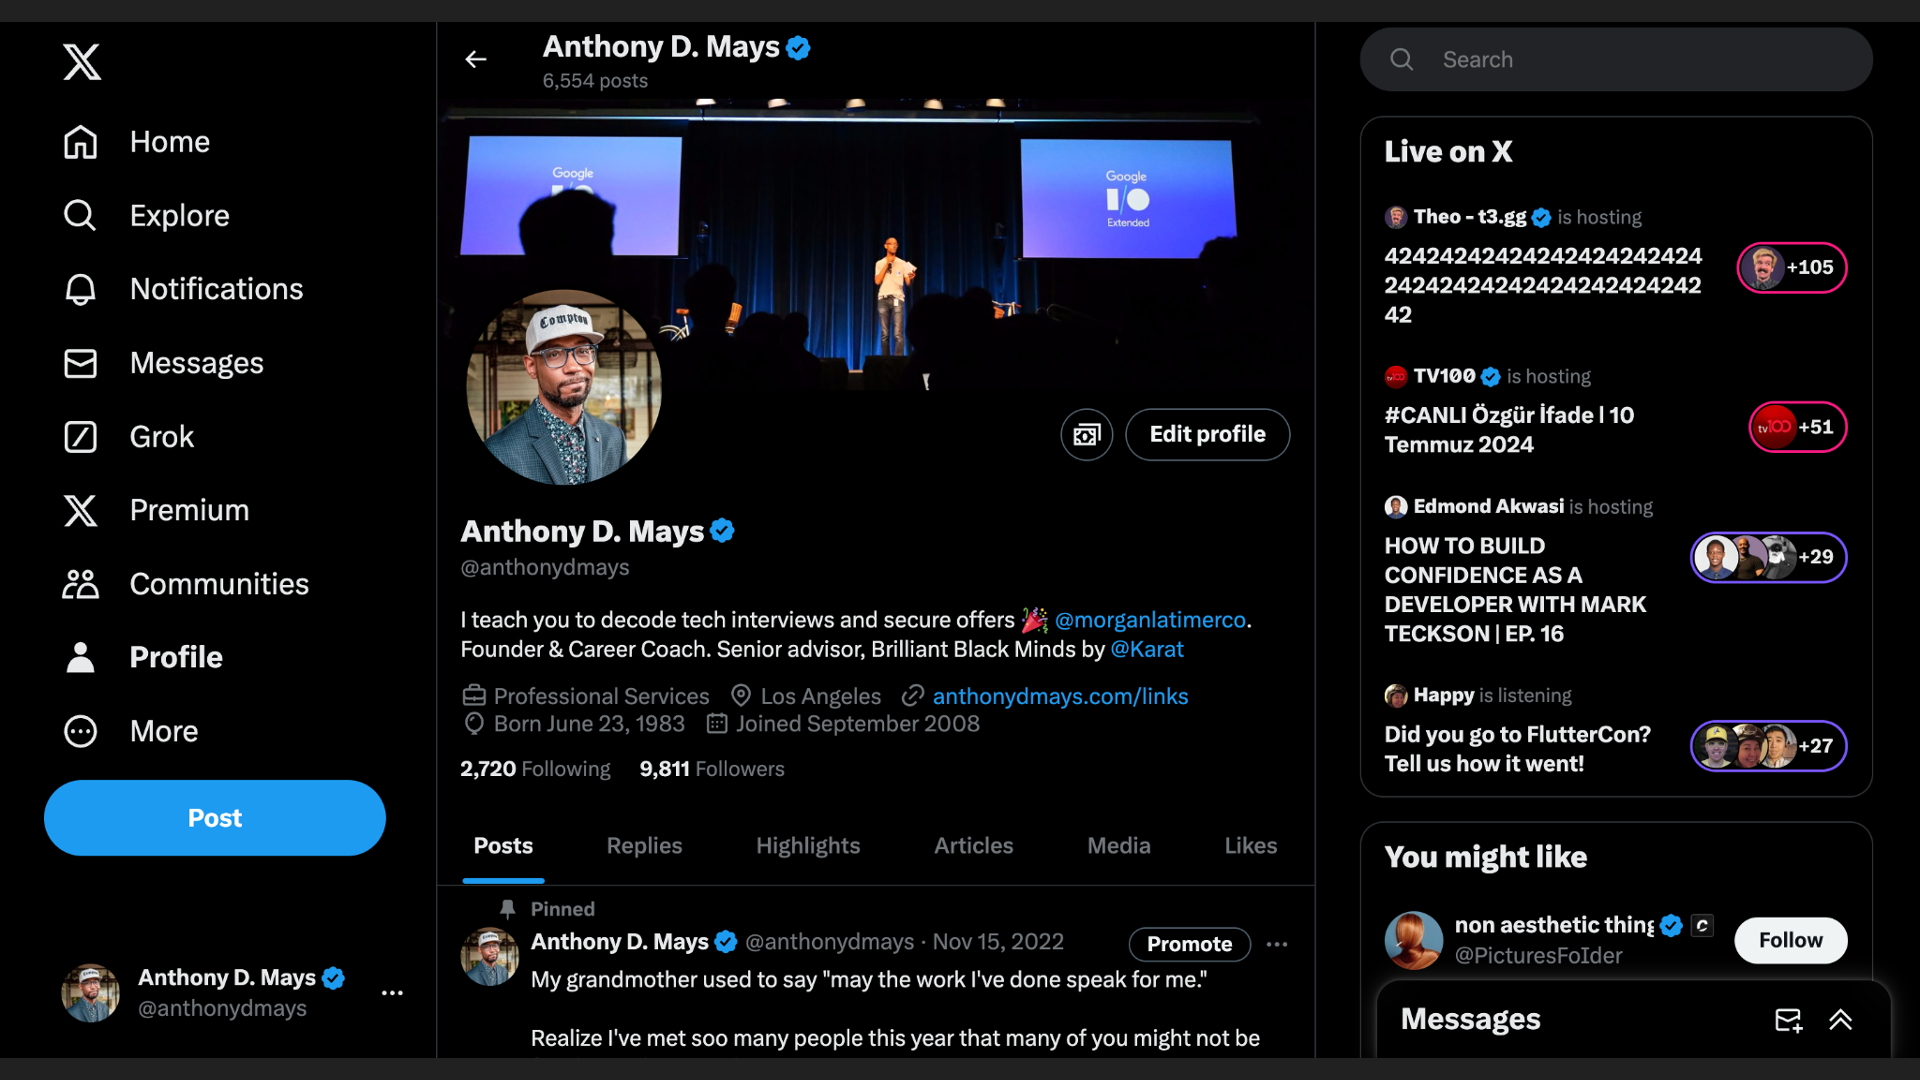 Home
Explore
Notifications
Messages
Grok
Premium
Communities
Profile
More
Post
Anthony D. Mays
@anthonydmays
Anthony D. Mays
6,554 posts
Google
I/O
Google
I/O
Extended
Compton
Edit profile
Anthony D. Mays
@anthonydmays
I teach you to decode tech interviews and secure offers 🎉 @morganlatimerco.
Founder & Career Coach. Senior advisor, Brilliant Black Minds by @Karat
Professional Services Los Angeles anthonydmays.com/links
Born June 23, 1983 Joined September 2008
2,720 Following 9,811 Followers
Posts Replies Highlights Articles Media Likes
Pinned
Anthony D. Mays @anthonydmays · Nov 15, 2022 Promote
My grandmother used to say "may the work I've done speak for me."
Realize I've met soo many people this year that many of you might not be
Search
Live on X
Theo - t3.gg is hosting
42424242424242424242424
24242424242424242424242
42
+105
TV100 is hosting
#CANLI Özgür İfade l 10
Temmuz 2024
tv100 +51
Edmond Akwasi is hosting
HOW TO BUILD
CONFIDENCE AS A
DEVELOPER WITH MARK
TECKSON | EP. 16
+29
Happy is listening
Did you go to FlutterCon?
Tell us how it went!
+27
You might like
non aesthetic thing
@PicturesFoIder
Follow
Messages